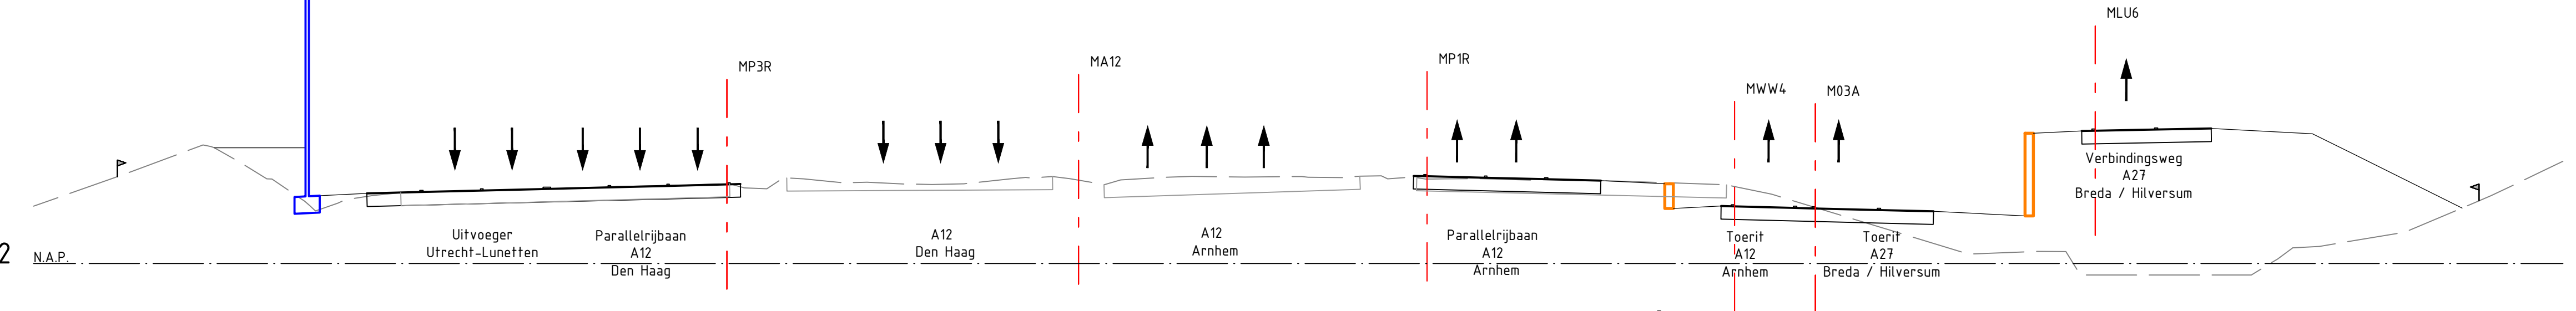 MLU6
MP3R
MA12
MP1R
MWW4
M03A
Verbindingsweg
A27
Breda / Hilversum
Uitvoeger
Utrecht-Lunetten
Parallelrijbaan
A12
Den Haag
A12
Den Haag
A12
Arnhem
Parallelrijbaan
A12
Arnhem
Toerit
A12
Arnhem
Toerit
A27
Breda / Hilversum
2
N.A.P.